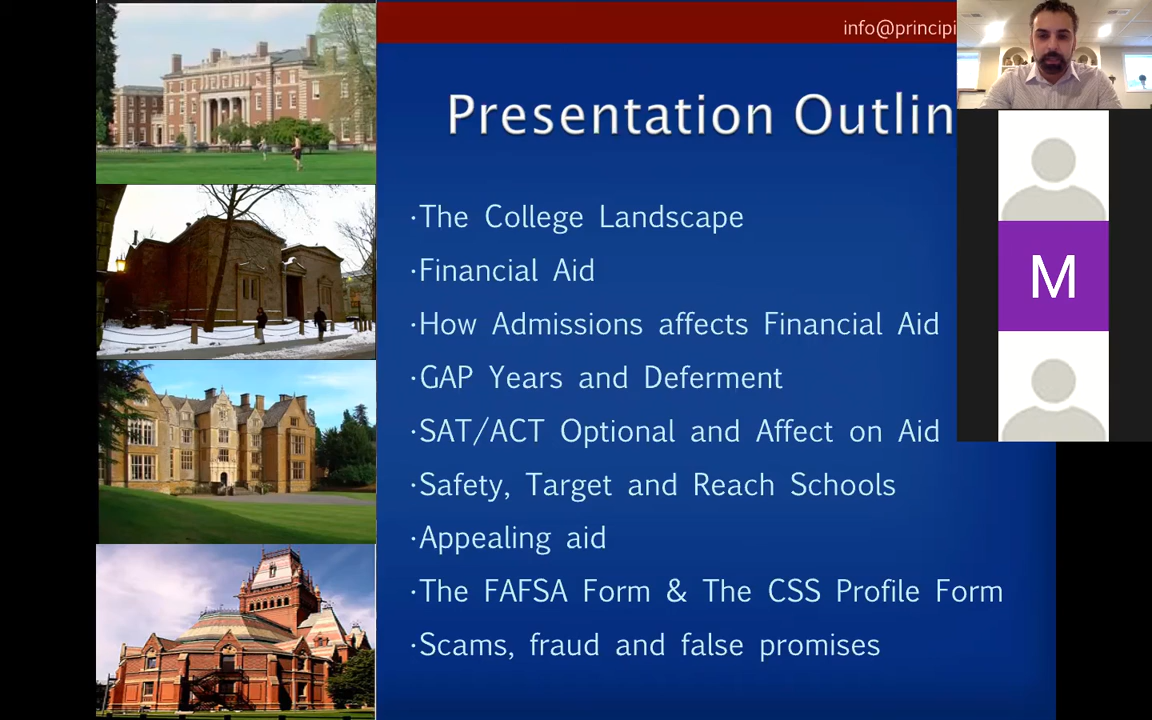 info@principi
Presentation Outlin
·The College Landscape
·Financial Aid
·How Admissions affects Financial Aid
·GAP Years and Deferment
·SAT/ACT Optional and Affect on Aid
·Safety, Target and Reach Schools
·Appealing aid
·The FAFSA Form & The CSS Profile Form
·Scams, fraud and false promises
M